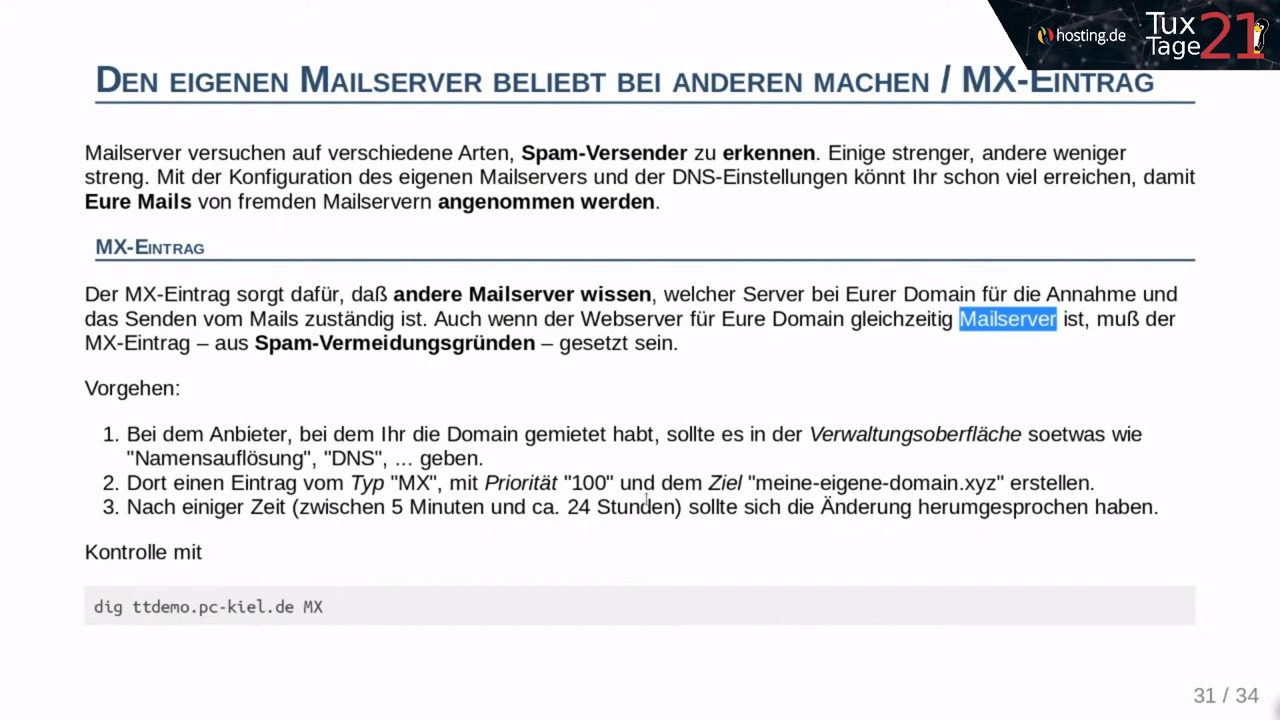 hosting.de
Tux
Tage
21
Den eigenen Mailserver beliebt bei anderen machen / MX-Eintrag
Mailserver versuchen auf verschiedene Arten, Spam-Versender zu erkennen. Einige strenger, andere weniger
streng. Mit der Konfiguration des eigenen Mailservers und der DNS-Einstellungen könnt Ihr schon viel erreichen, damit
Eure Mails von fremden Mailservern angenommen werden.
MX-Eintrag
Der MX-Eintrag sorgt dafür, daß andere Mailserver wissen, welcher Server bei Eurer Domain für die Annahme und
das Senden vom Mails zuständig ist. Auch wenn der Webserver für Eure Domain gleichzeitig Mailserver ist, muß der
MX-Eintrag – aus Spam-Vermeidungsgründen – gesetzt sein.
Vorgehen:
1. Bei dem Anbieter, bei dem Ihr die Domain gemietet habt, sollte es in der Verwaltungsoberfläche soetwas wie
"Namensauflösung", "DNS", ... geben.
2. Dort einen Eintrag vom Typ "MX", mit Priorität "100" und dem Ziel "meine-eigene-domain.xyz" erstellen.
3. Nach einiger Zeit (zwischen 5 Minuten und ca. 24 Stunden) sollte sich die Änderung herumgesprochen haben.
Kontrolle mit
dig ttdemo.pc-kiel.de MX
31 / 34